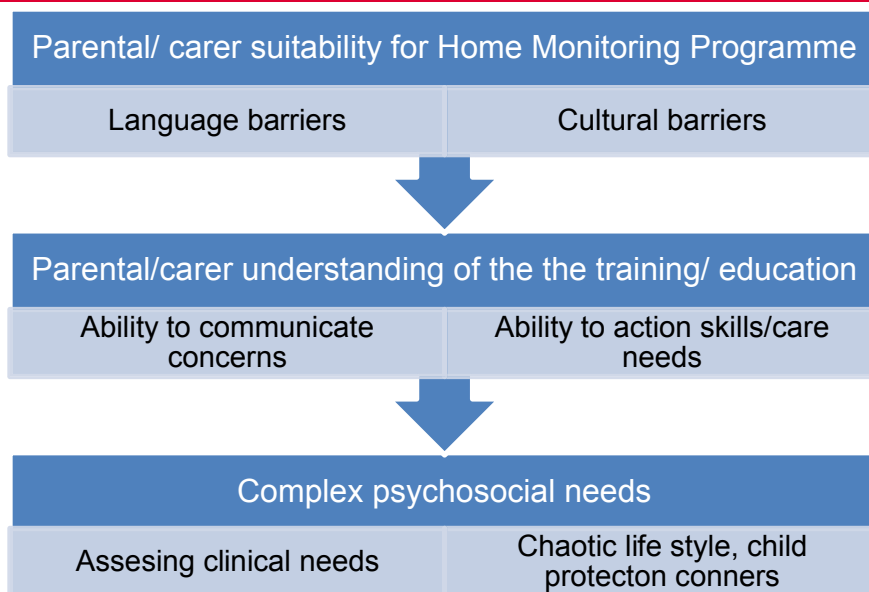 Parental/ carer suitability for Home Monitoring Programme
Language barriers
Cultural barriers
Parental/carer understanding of the the training/ education
Ability to communicate
concerns
Ability to action skills/care
needs
Complex psychosocial needs
Assesing clinical needs
Chaotic life style, child
protecton conners